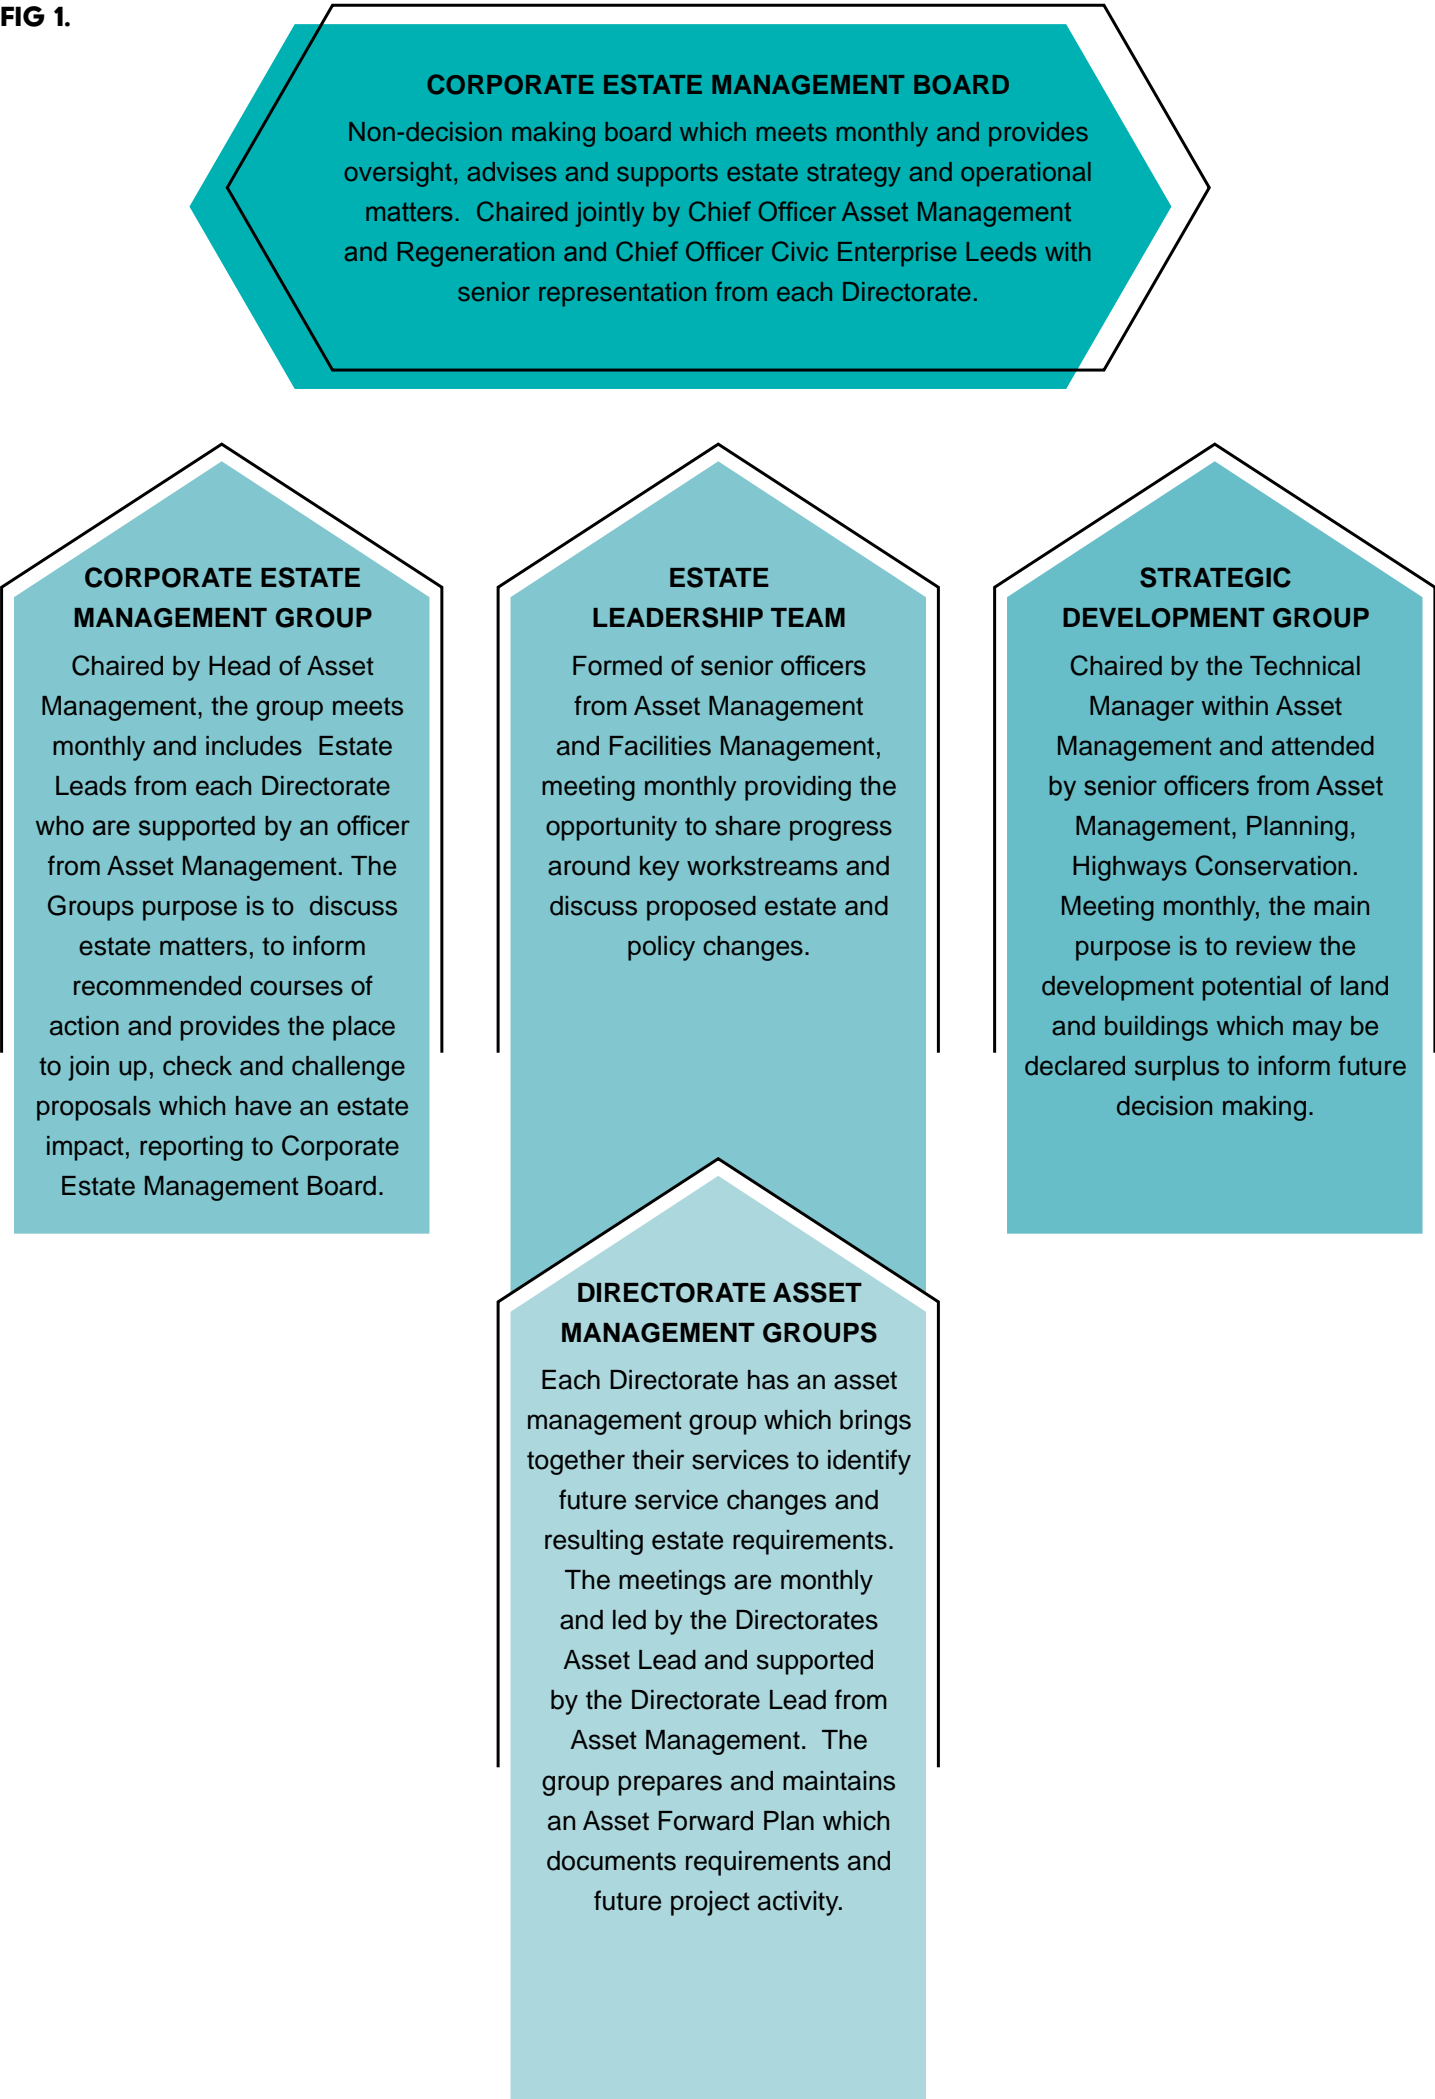 FIG 1.
CORPORATE ESTATE MANAGEMENT BOARD
Non-decision making board which meets monthly and provides
oversight, advises and supports estate strategy and operational
matters.  Chaired jointly by Chief Officer Asset Management
and Regeneration and Chief Officer Civic Enterprise Leeds with
senior representation from each Directorate.
CORPORATE ESTATE
MANAGEMENT GROUP
Chaired by Head of Asset
Management, the group meets
monthly and includes  Estate
Leads from each Directorate
who are supported by an officer
from Asset Management. The
Groups purpose is to  discuss
estate matters, to inform
recommended courses of
action and provides the place
to join up, check and challenge
proposals which have an estate
impact, reporting to Corporate
Estate Management Board.
ESTATE
LEADERSHIP TEAM
Formed of senior officers
from Asset Management
and Facilities Management,
meeting monthly providing the
opportunity to share progress
around key workstreams and
discuss proposed estate and
policy changes.
STRATEGIC
DEVELOPMENT GROUP
Chaired by the Technical
Manager within Asset
Management and attended
by senior officers from Asset
Management, Planning,
Highways Conservation.
Meeting monthly, the main
purpose is to review the
development potential of land
and buildings which may be
declared surplus to inform future
decision making.
DIRECTORATE ASSET
MANAGEMENT GROUPS
Each Directorate has an asset
management group which brings
together their services to identify
future service changes and
resulting estate requirements.
The meetings are monthly
and led by the Directorates
Asset Lead and supported
by the Directorate Lead from
Asset Management.  The
group prepares and maintains
an Asset Forward Plan which
documents requirements and
future project activity.